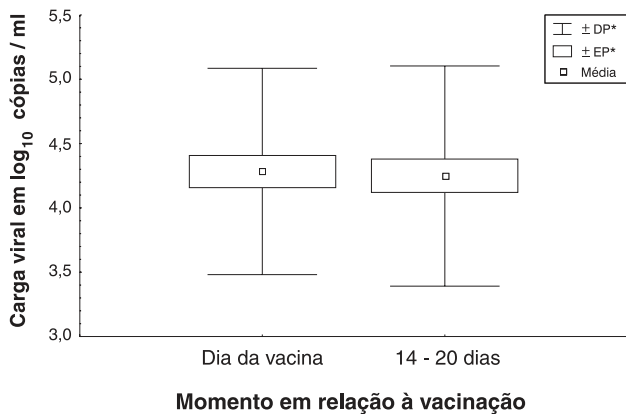 Carga viral em log10 cópias / ml
5,5
5,0
4,5
4,0
3,5
3,0
± DP*
± EP*
Média
Dia da vacina
14 - 20 dias
Momento em relação à vacinação